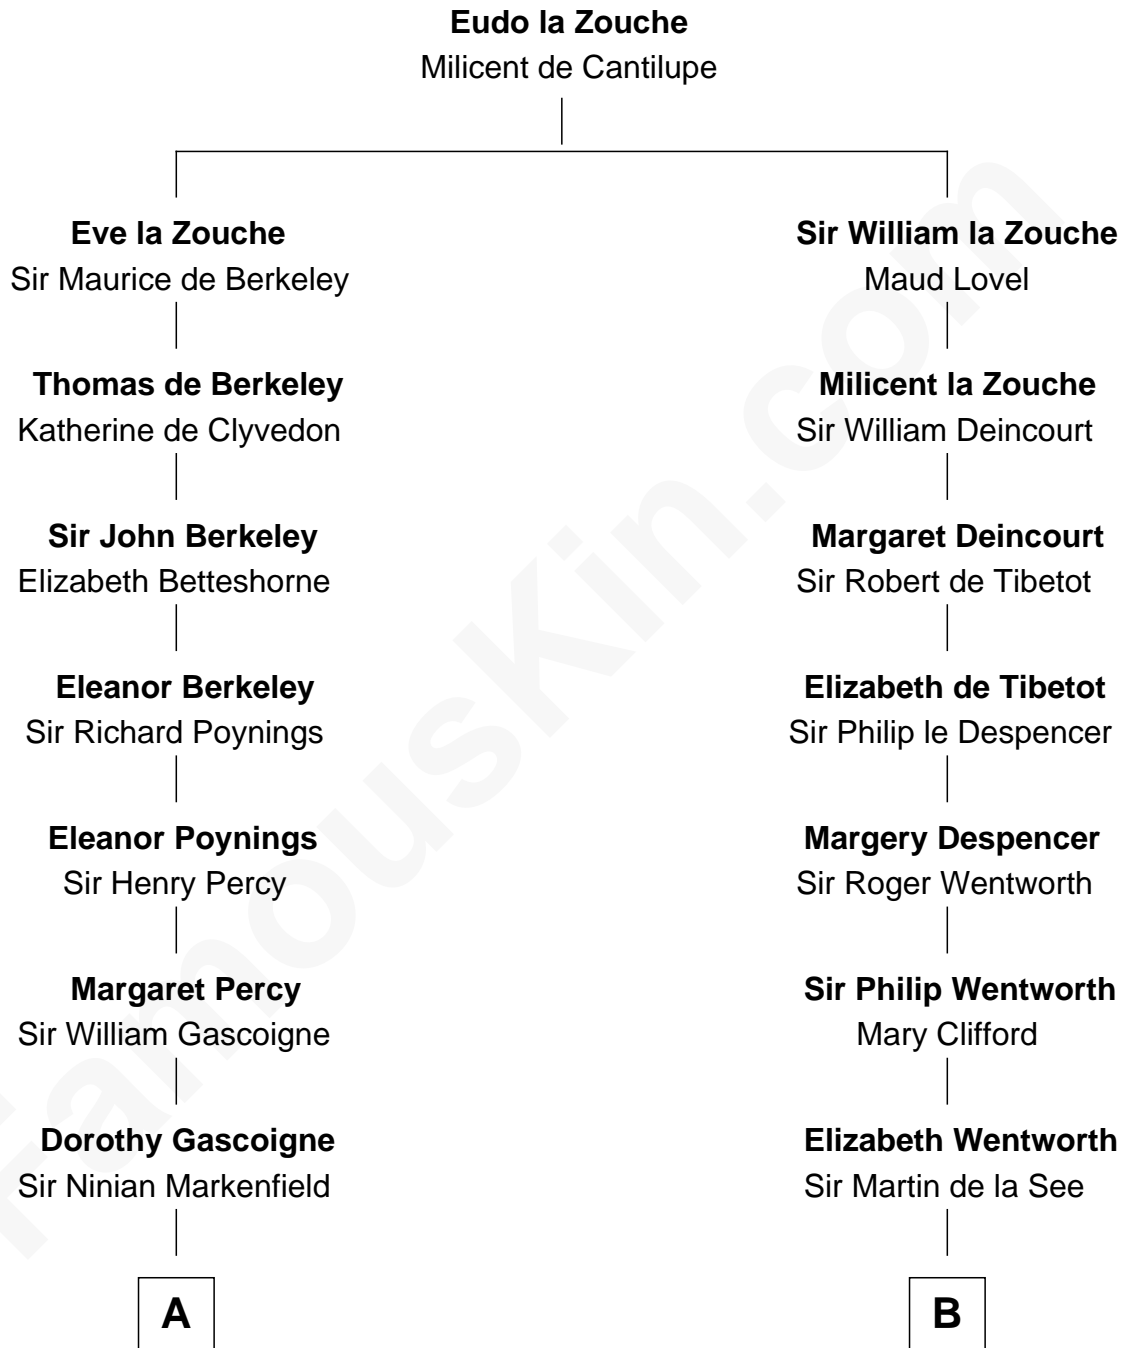 Eudo la Zouche
Milicent de Cantilupe
Eve la Zouche
Sir Maurice de Berkeley
Sir William la Zouche
Maud Lovel
Thomas de Berkeley
Katherine de Clyvedon
Milicent la Zouche
Sir William Deincourt
Sir John Berkeley
Elizabeth Betteshorne
Margaret Deincourt
Sir Robert de Tibetot
Eleanor Berkeley
Sir Richard Poynings
Elizabeth de Tibetot
Sir Philip le Despencer
Eleanor Poynings
Sir Henry Percy
Margery Despencer
Sir Roger Wentworth
Margaret Percy
Sir William Gascoigne
Sir Philip Wentworth
Mary Clifford
Dorothy Gascoigne
Sir Ninian Markenfield
Elizabeth Wentworth
Sir Martin de la See
A
B
FamousKin.com